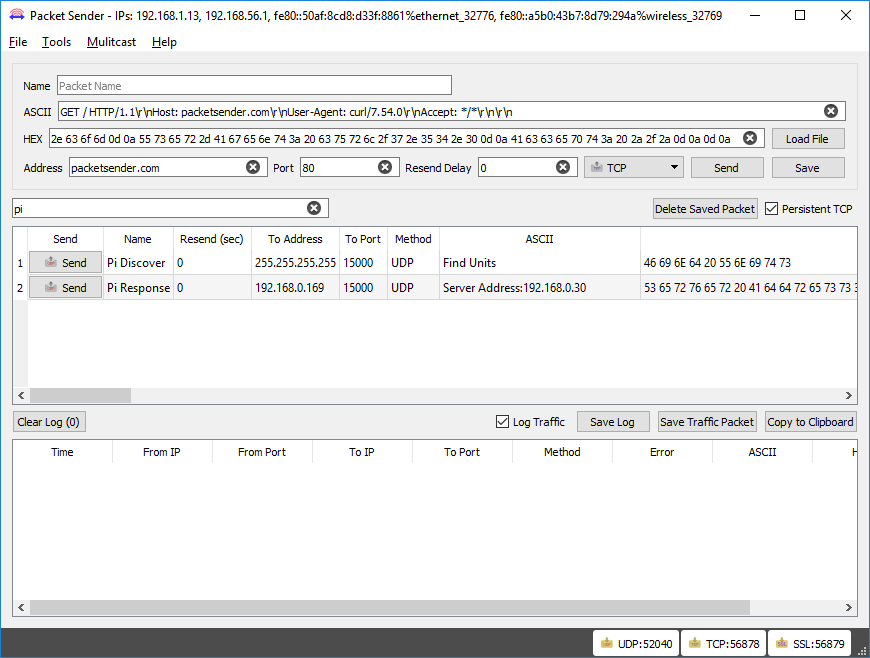 Packet Sender - IPs: 192.168.1.13, 192.168.56.1, fe80::50af:8cd8:d33f:8861%ethernet_32776, fe80::a5b0:43b7:8d79:294a%wireless_32769
File Tools Mulitcast Help
Name Packet Name
ASCII GET / HTTP/1.1\r\nHost: packetsender.com\r\nUser-Agent: curl/7.54.0\r\nAccept: */*\r\n\r\n
HEX 2e 63 6f 6d 0d 0a 55 73 65 72 2d 41 67 65 6e 74 3a 20 63 75 72 6c 2f 37 2e 35 34 2e 30 0d 0a 41 63 63 65 70 74 3a 20 2a 2f 2a 0d 0a 0d 0a Load File
Address packetsender.com Port 80 Resend Delay 0 TCP Send Save
pi Delete Saved Packet Persistent TCP
Send Name Resend (sec) To Address To Port Method ASCII
1 Send Pi Discover 0 255.255.255.255 15000 UDP Find Units 46 69 6E 64 20 55 6E 69 74 73
2 Send Pi Response 0 192.168.0.169 15000 UDP Server Address:192.168.0.30 53 65 72 76 65 72 20 41 64 64 72 65 73 73
Clear Log (0) Log Traffic Save Log Save Traffic Packet Copy to Clipboard
Time From IP From Port To IP To Port Method Error ASCII
UDP:52040 TCP:56878 SSL:56879